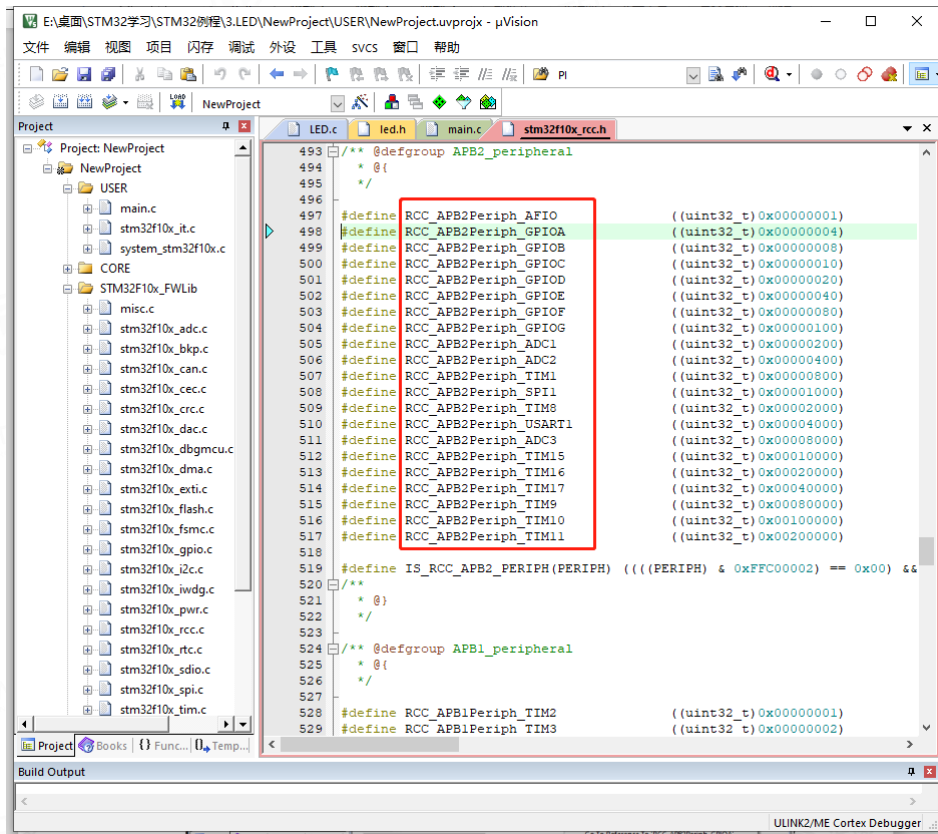 E:\桌面\STM32学习\STM32例程\3.LED\NewProject\USER\NewProject.uvprojx - µVision
文件 编辑 视图 项目 闪存 调试 外设 工具 SVCS 窗口 帮助
PI
LOAD NewProject
Project
Project: NewProject
NewProject
USER
main.c
stm32f10x_it.c
system_stm32f10x.c
CORE
STM32F10x_FWLib
misc.c
stm32f10x_adc.c
stm32f10x_bkp.c
stm32f10x_can.c
stm32f10x_cec.c
stm32f10x_crc.c
stm32f10x_dac.c
stm32f10x_dbgmcu.c
stm32f10x_dma.c
stm32f10x_exti.c
stm32f10x_flash.c
stm32f10x_fsmc.c
stm32f10x_gpio.c
stm32f10x_i2c.c
stm32f10x_iwdg.c
stm32f10x_pwr.c
stm32f10x_rcc.c
stm32f10x_rtc.c
stm32f10x_sdio.c
stm32f10x_spi.c
stm32f10x_tim.c
Project Books {} Func... 0 Temp...
LED.c led.h main.c stm32f10x_rcc.h
493 /** @defgroup APB2_peripheral
494 * @{
495 */
496
497 #define RCC_APB2Periph_AFIO ((uint32_t)0x00000001)
498 #define RCC_APB2Periph_GPIOA ((uint32_t)0x00000004)
499 #define RCC_APB2Periph_GPIOB ((uint32_t)0x00000008)
500 #define RCC_APB2Periph_GPIOC ((uint32_t)0x00000010)
501 #define RCC_APB2Periph_GPIOD ((uint32_t)0x00000020)
502 #define RCC_APB2Periph_GPIOE ((uint32_t)0x00000040)
503 #define RCC_APB2Periph_GPIOF ((uint32_t)0x00000080)
504 #define RCC_APB2Periph_GPIOG ((uint32_t)0x00000100)
505 #define RCC_APB2Periph_ADC1 ((uint32_t)0x00000200)
506 #define RCC_APB2Periph_ADC2 ((uint32_t)0x00000400)
507 #define RCC_APB2Periph_TIM1 ((uint32_t)0x00000800)
508 #define RCC_APB2Periph_SPI1 ((uint32_t)0x00001000)
509 #define RCC_APB2Periph_TIM8 ((uint32_t)0x00002000)
510 #define RCC_APB2Periph_USART1 ((uint32_t)0x00004000)
511 #define RCC_APB2Periph_ADC3 ((uint32_t)0x00008000)
512 #define RCC_APB2Periph_TIM15 ((uint32_t)0x00010000)
513 #define RCC_APB2Periph_TIM16 ((uint32_t)0x00020000)
514 #define RCC_APB2Periph_TIM17 ((uint32_t)0x00040000)
515 #define RCC_APB2Periph_TIM9 ((uint32_t)0x00080000)
516 #define RCC_APB2Periph_TIM10 ((uint32_t)0x00100000)
517 #define RCC_APB2Periph_TIM11 ((uint32_t)0x00200000)
518
519 #define IS_RCC_APB2_PERIPH(PERIPH) ((((PERIPH) & 0xFFC00002) == 0x00) &&
520 /**
521 * @}
522 */
523
524 /** @defgroup APB1_peripheral
525 * @{
526 */
527
528 #define RCC_APB1Periph_TIM2 ((uint32_t)0x00000001)
529 #define RCC_APB1Periph_TIM3 ((uint32_t)0x00000002)
Build Output
ULINK2/ME Cortex Debugger